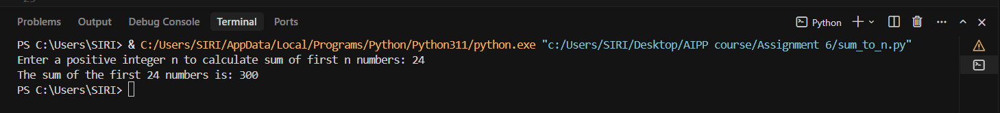 Problems Output Debug Console Terminal Ports Python
PS C:\Users\SIRI> & C:/Users/SIRI/AppData/Local/Programs/Python/Python311/python.exe "c:/Users/SIRI/Desktop/AIPP course/Assignment 6/sum_to_n.py"
Enter a positive integer n to calculate sum of first n numbers: 24
The sum of the first 24 numbers is: 300
PS C:\Users\SIRI>